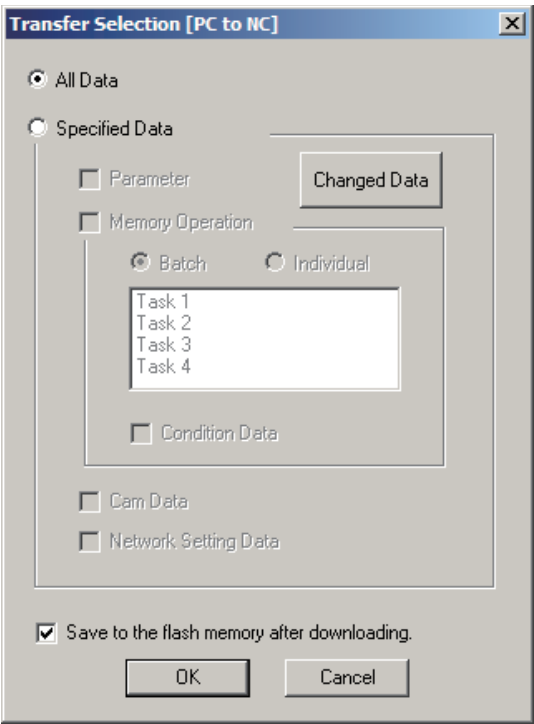 Transfer Selection [PC to NC]
All Data
Specified Data
Parameter
Changed Data
Memory Operation
Batch Individual
Task 1
Task 2
Task 3
Task 4
Condition Data
Cam Data
Network Setting Data
Save to the flash memory after downloading.
OK Cancel